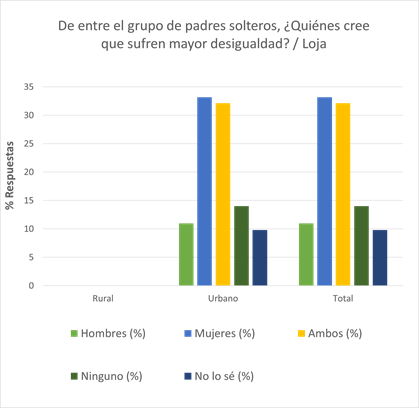 De entre el grupo de padres solteros, ¿Quiénes cree
que sufren mayor desigualdad? / Loja
% Respuestas
35
30
25
20
15
10
5
0
Rural
Urbano
Total
Hombres (%)
Mujeres (%)
Ambos (%)
Ninguno (%)
No lo sé (%)